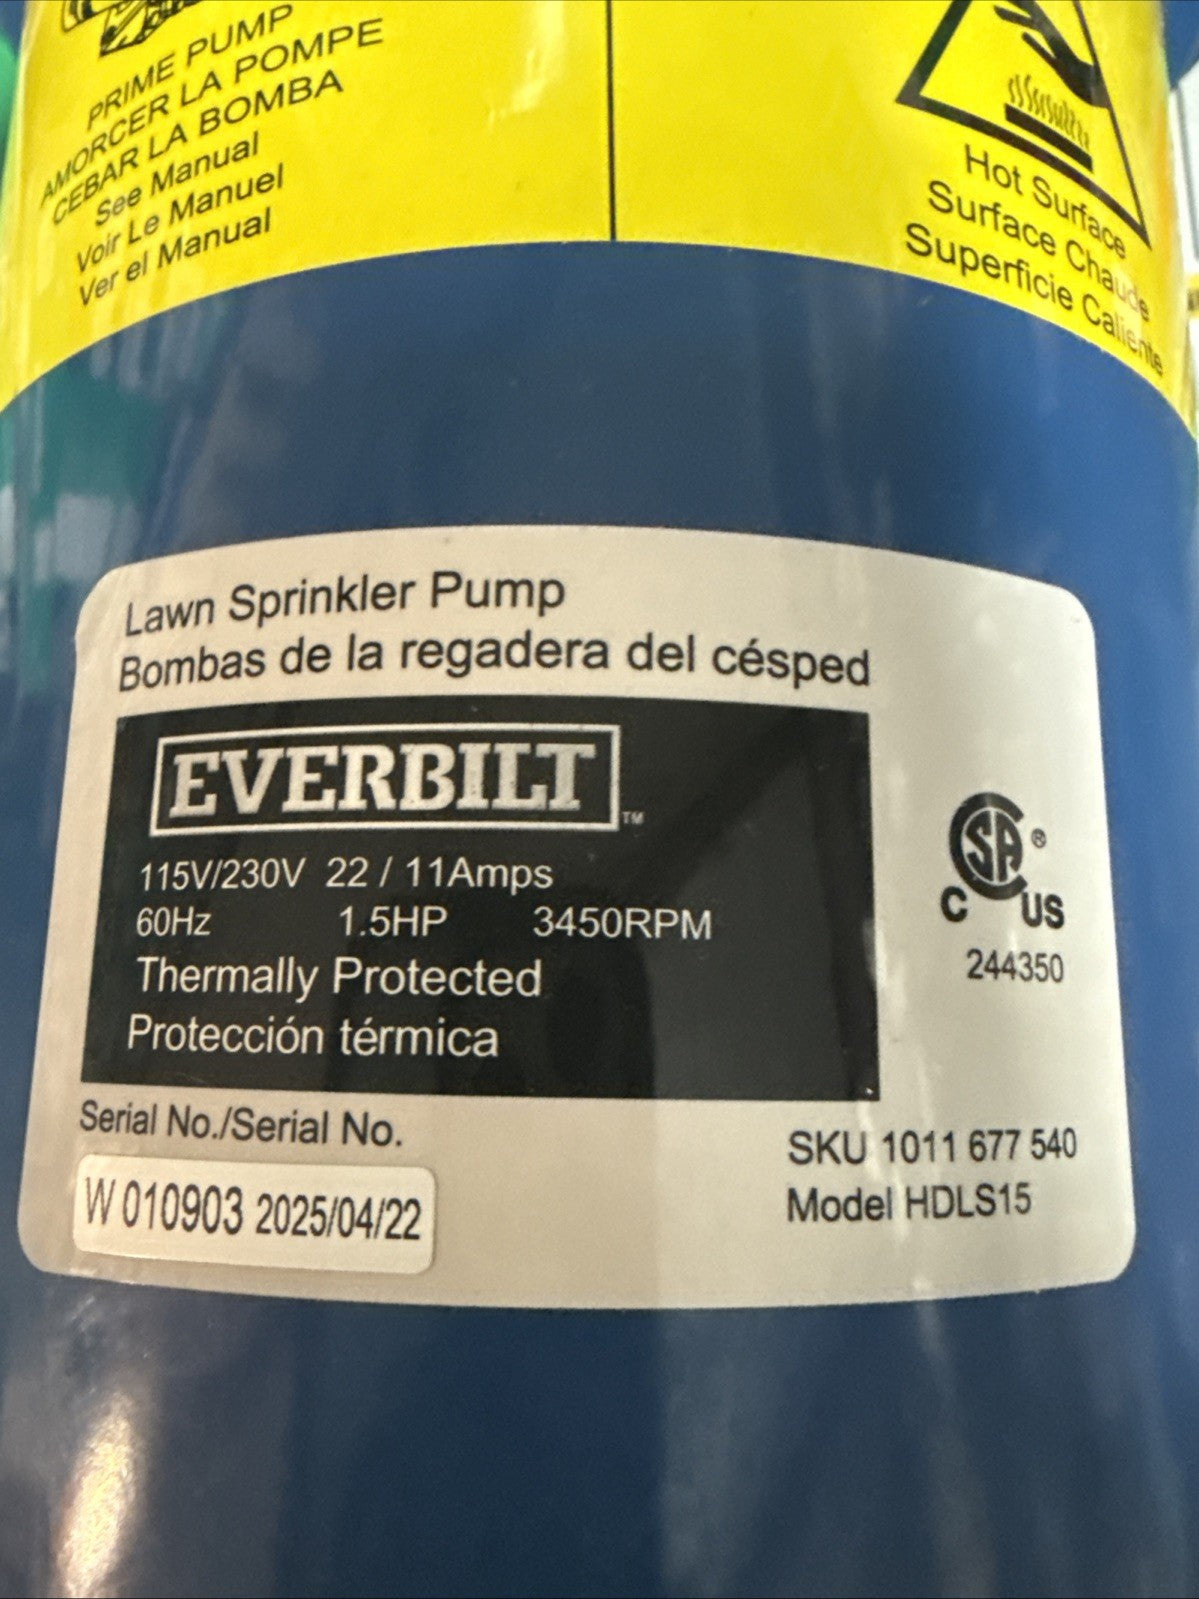 PRIME PUMP
AMORCER LA POMPE
CEBAR LA BOMBA
See Manual
Voir Le Manuel
Ver el Manual
Hot Surface
Surface Chaude
Superficie Caliente
Lawn Sprinkler Pump
Bombas de la regadera del césped
EVERBILT™
115V/230V 22 / 11Amps
60Hz 1.5HP 3450RPM
Thermally Protected
Protección térmica
CSA®
C US
244350
Serial No./Serial No.
W 010903 2025/04/22
SKU 1011 677 540
Model HDLS15